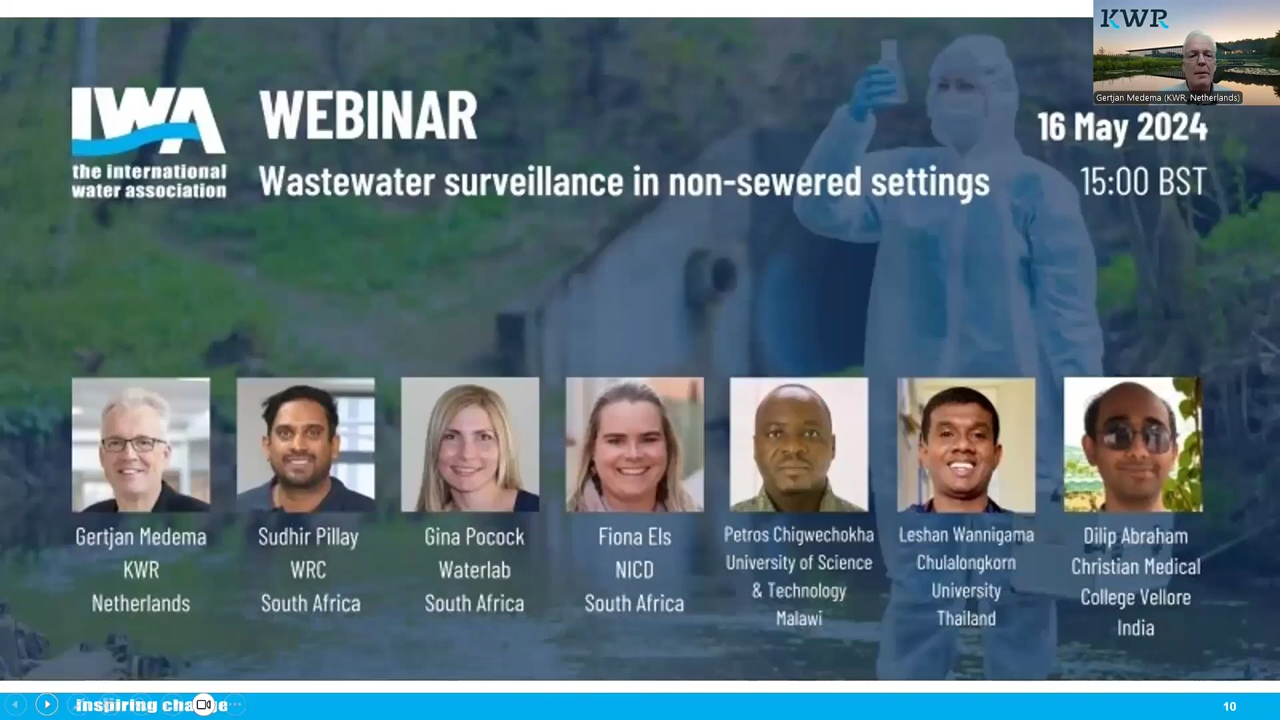 KWR
Gertjan Medema (KWR, Netherlands)
IWA
the international
water association
WEBINAR
Wastewater surveillance in non-sewered settings
16 May 2024
15:00 BST
Gertjan Medema
KWR
Netherlands
Sudhir Pillay
WRC
South Africa
Gina Pocock
Waterlab
South Africa
Fiona Els
NICD
South Africa
Petros Chigwechokha
University of Science
& Technology
Malawi
Leshan Wannigama
Chulalongkorn
University
Thailand
Dilip Abraham
Christian Medical
College Vellore
India
Inspiring change
10